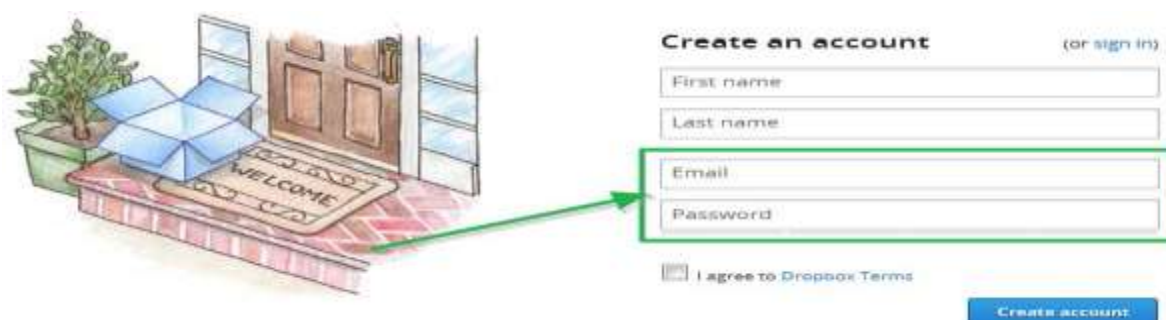 WELCOME
Create an account (or sign in)
First name
Last name
Email
Password
I agree to Dropbox Terms
Create account